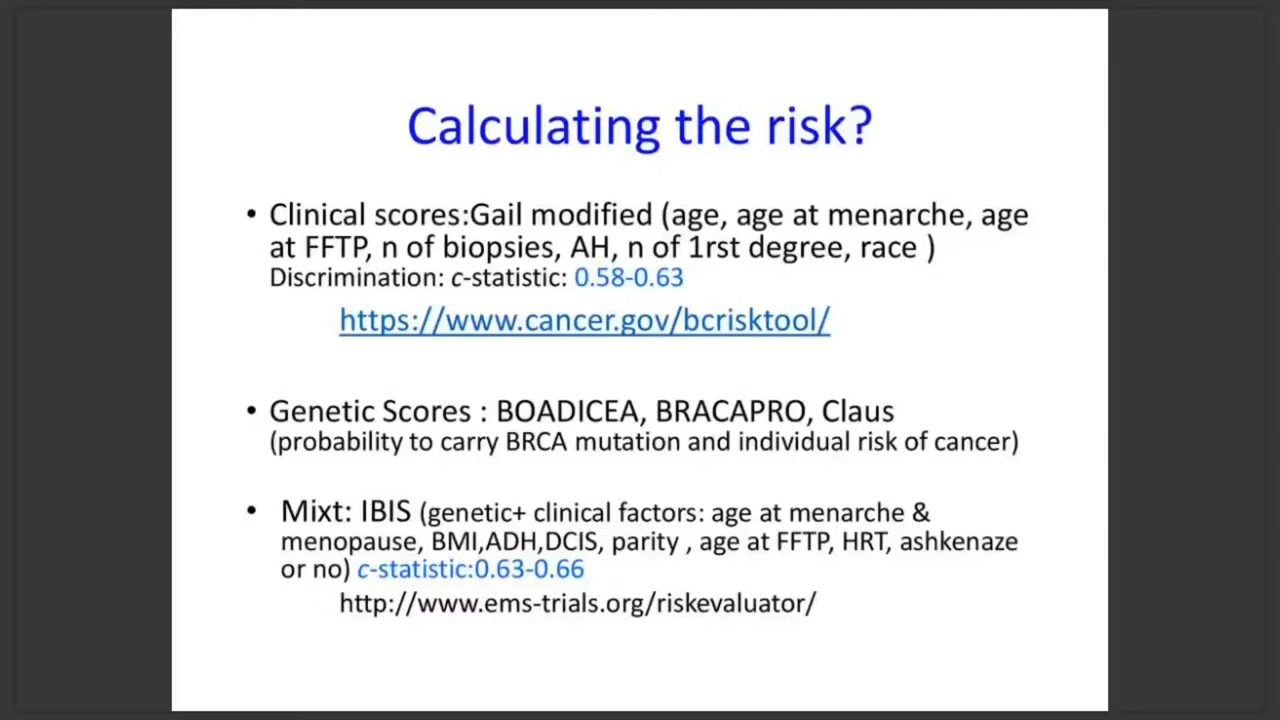 Calculating the risk?
• Clinical scores:Gail modified (age, age at menarche, age
at FFTP, n of biopsies, AH, n of 1rst degree, race )
Discrimination: c-statistic: 0.58-0.63
https://www.cancer.gov/bcrisktool/
• Genetic Scores : BOADICEA, BRACAPRO, Claus
(probability to carry BRCA mutation and individual risk of cancer)
• Mixt: IBIS (genetic+ clinical factors: age at menarche &
menopause, BMI,ADH,DCIS, parity , age at FFTP, HRT, ashkenaze
or no) c-statistic:0.63-0.66
http://www.ems-trials.org/riskevaluator/